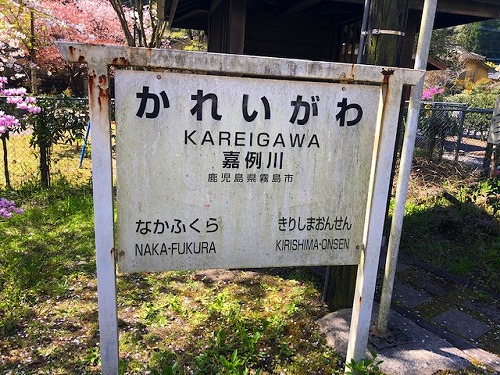 かれいがわ
KAREIGAWA
嘉例川
鹿児島県霧島市
なかふくら きりしまおんせん
NAKA-FUKURA KIRISHIMA-ONSEN